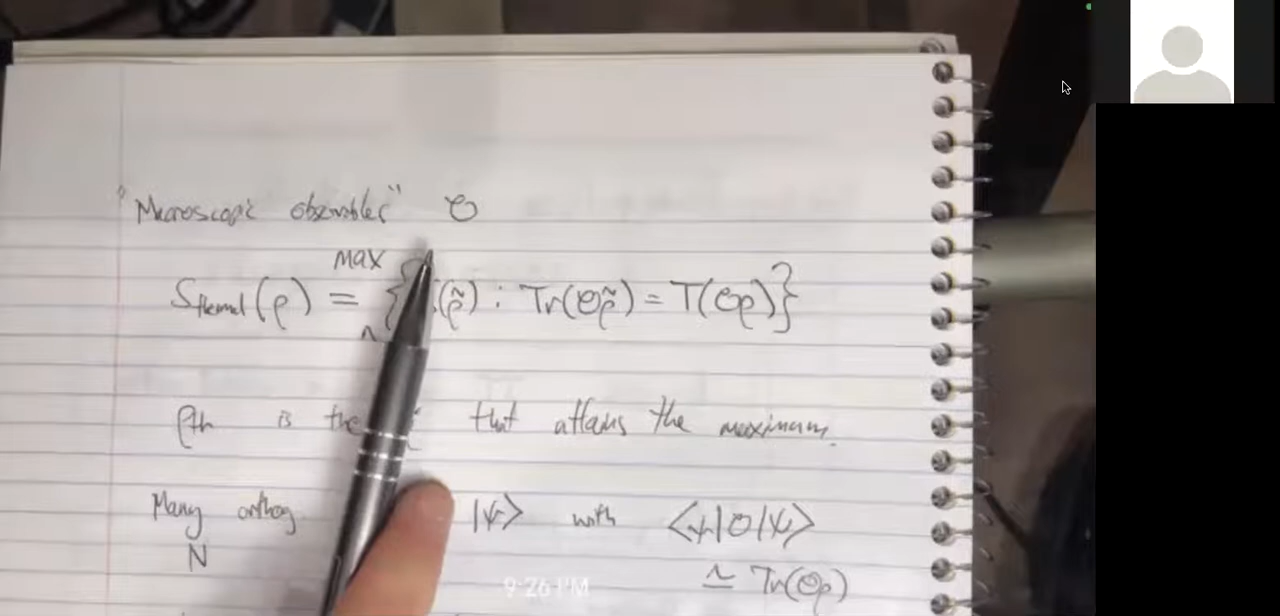 "Macroscopic observables" O
max
S_thermal(ρ) = { (ρ̃) : Tr(Oρ̃) = T(Oρ) }
ρth is the that attains the maximum.
Many orthog |ψ> with <ψ|O|ψ>
N ≃ Tr(Oρ)
9:26 PM